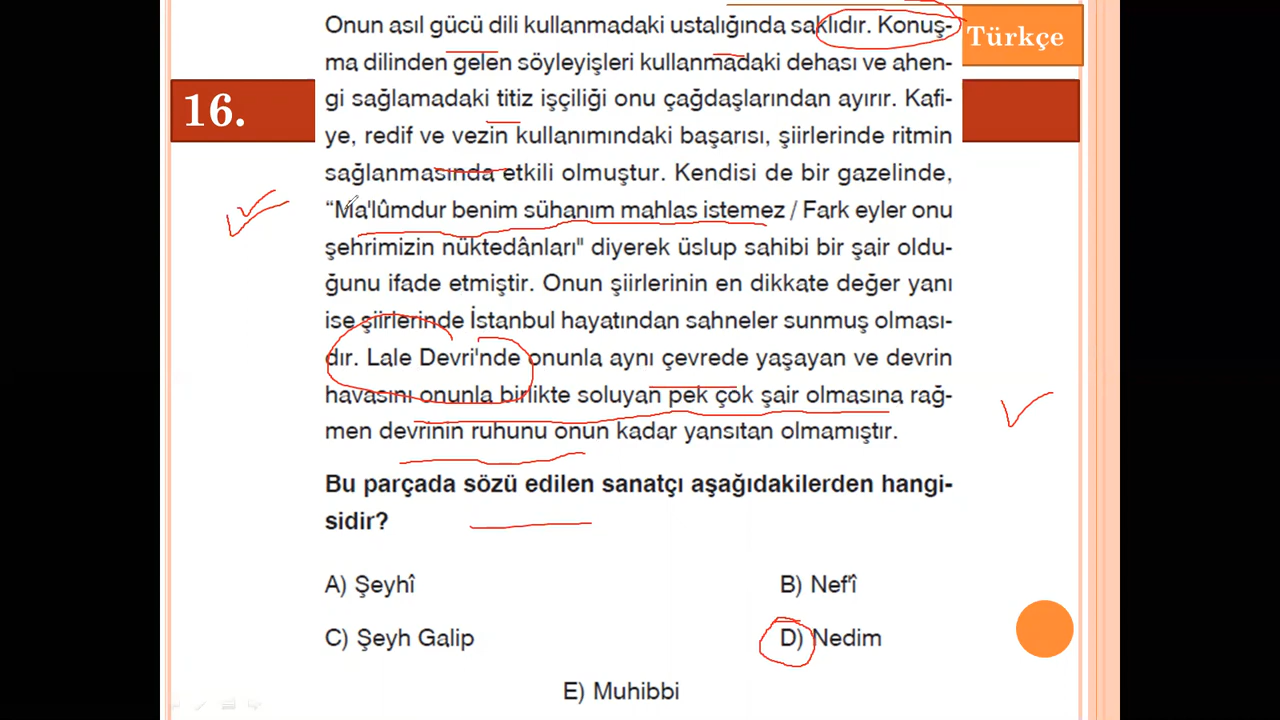 Onun asıl gücü dili kullanmadaki ustalığında saklıdır. Konuş-
ma dilinden gelen söyleyişleri kullanmadaki dehası ve ahen-
gi sağlamadaki titiz işçiliği onu çağdaşlarından ayırır. Kafi-
ye, redif ve vezin kullanımındaki başarısı, şiirlerinde ritmin
sağlanmasında etkili olmuştur. Kendisi de bir gazelinde,
“Ma'lûmdur benim sühanım mahlas istemez / Fark eyler onu
şehrimizin nüktedânları" diyerek üslup sahibi bir şair oldu-
ğunu ifade etmiştir. Onun şiirlerinin en dikkate değer yanı
ise şiirlerinde İstanbul hayatından sahneler sunmuş olması-
dır. Lale Devri'nde onunla aynı çevrede yaşayan ve devrin
havasını onunla birlikte soluyan pek çok şair olmasına rağ-
men devrinin ruhunu onun kadar yansıtan olmamıştır.
Bu parçada sözü edilen sanatçı aşağıdakilerden hangi-
sidir?
A) Şeyhî
B) Nef'î
C) Şeyh Galip
D) Nedim
E) Muhibbi
16.
Türkçe